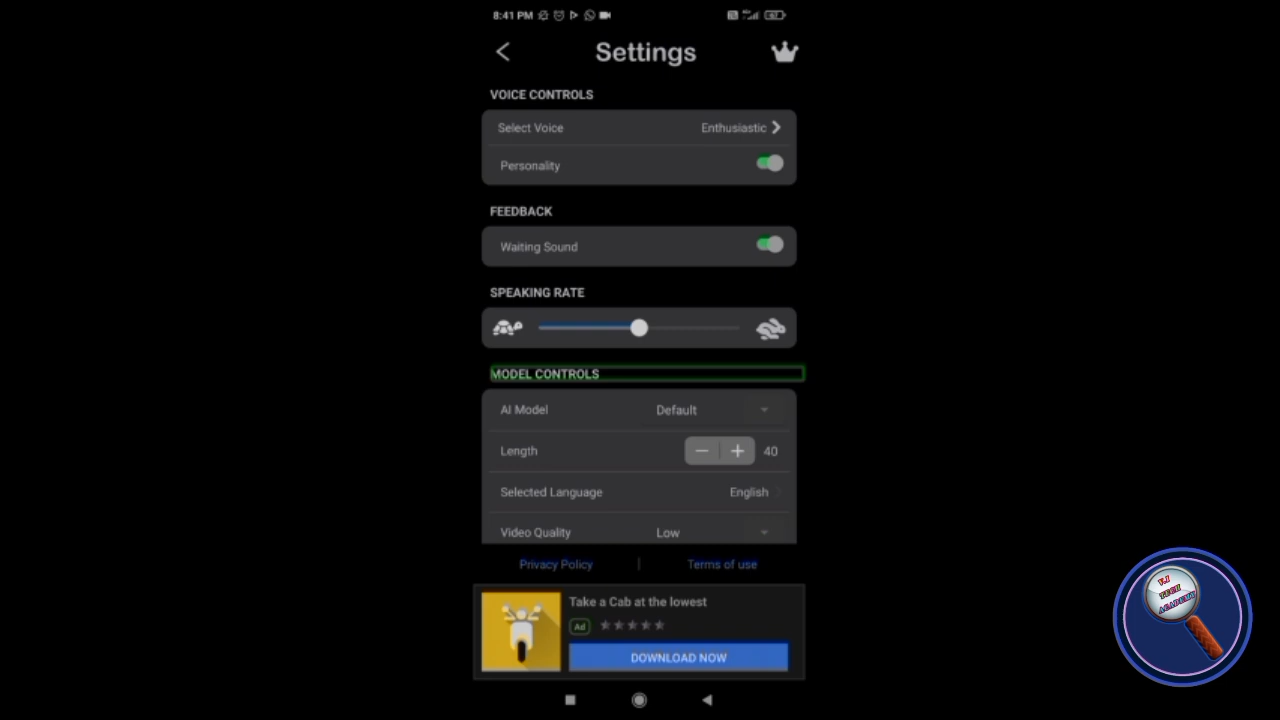 8:41 PM
Settings
VOICE CONTROLS
Select Voice Enthusiastic
Personality
FEEDBACK
Waiting Sound
SPEAKING RATE
MODEL CONTROLS
AI Model Default
Length 40
Selected Language English
Video Quality Low
Privacy Policy | Terms of use
Take a Cab at the lowest
Ad
DOWNLOAD NOW
V.I
TECH
ACADEMY